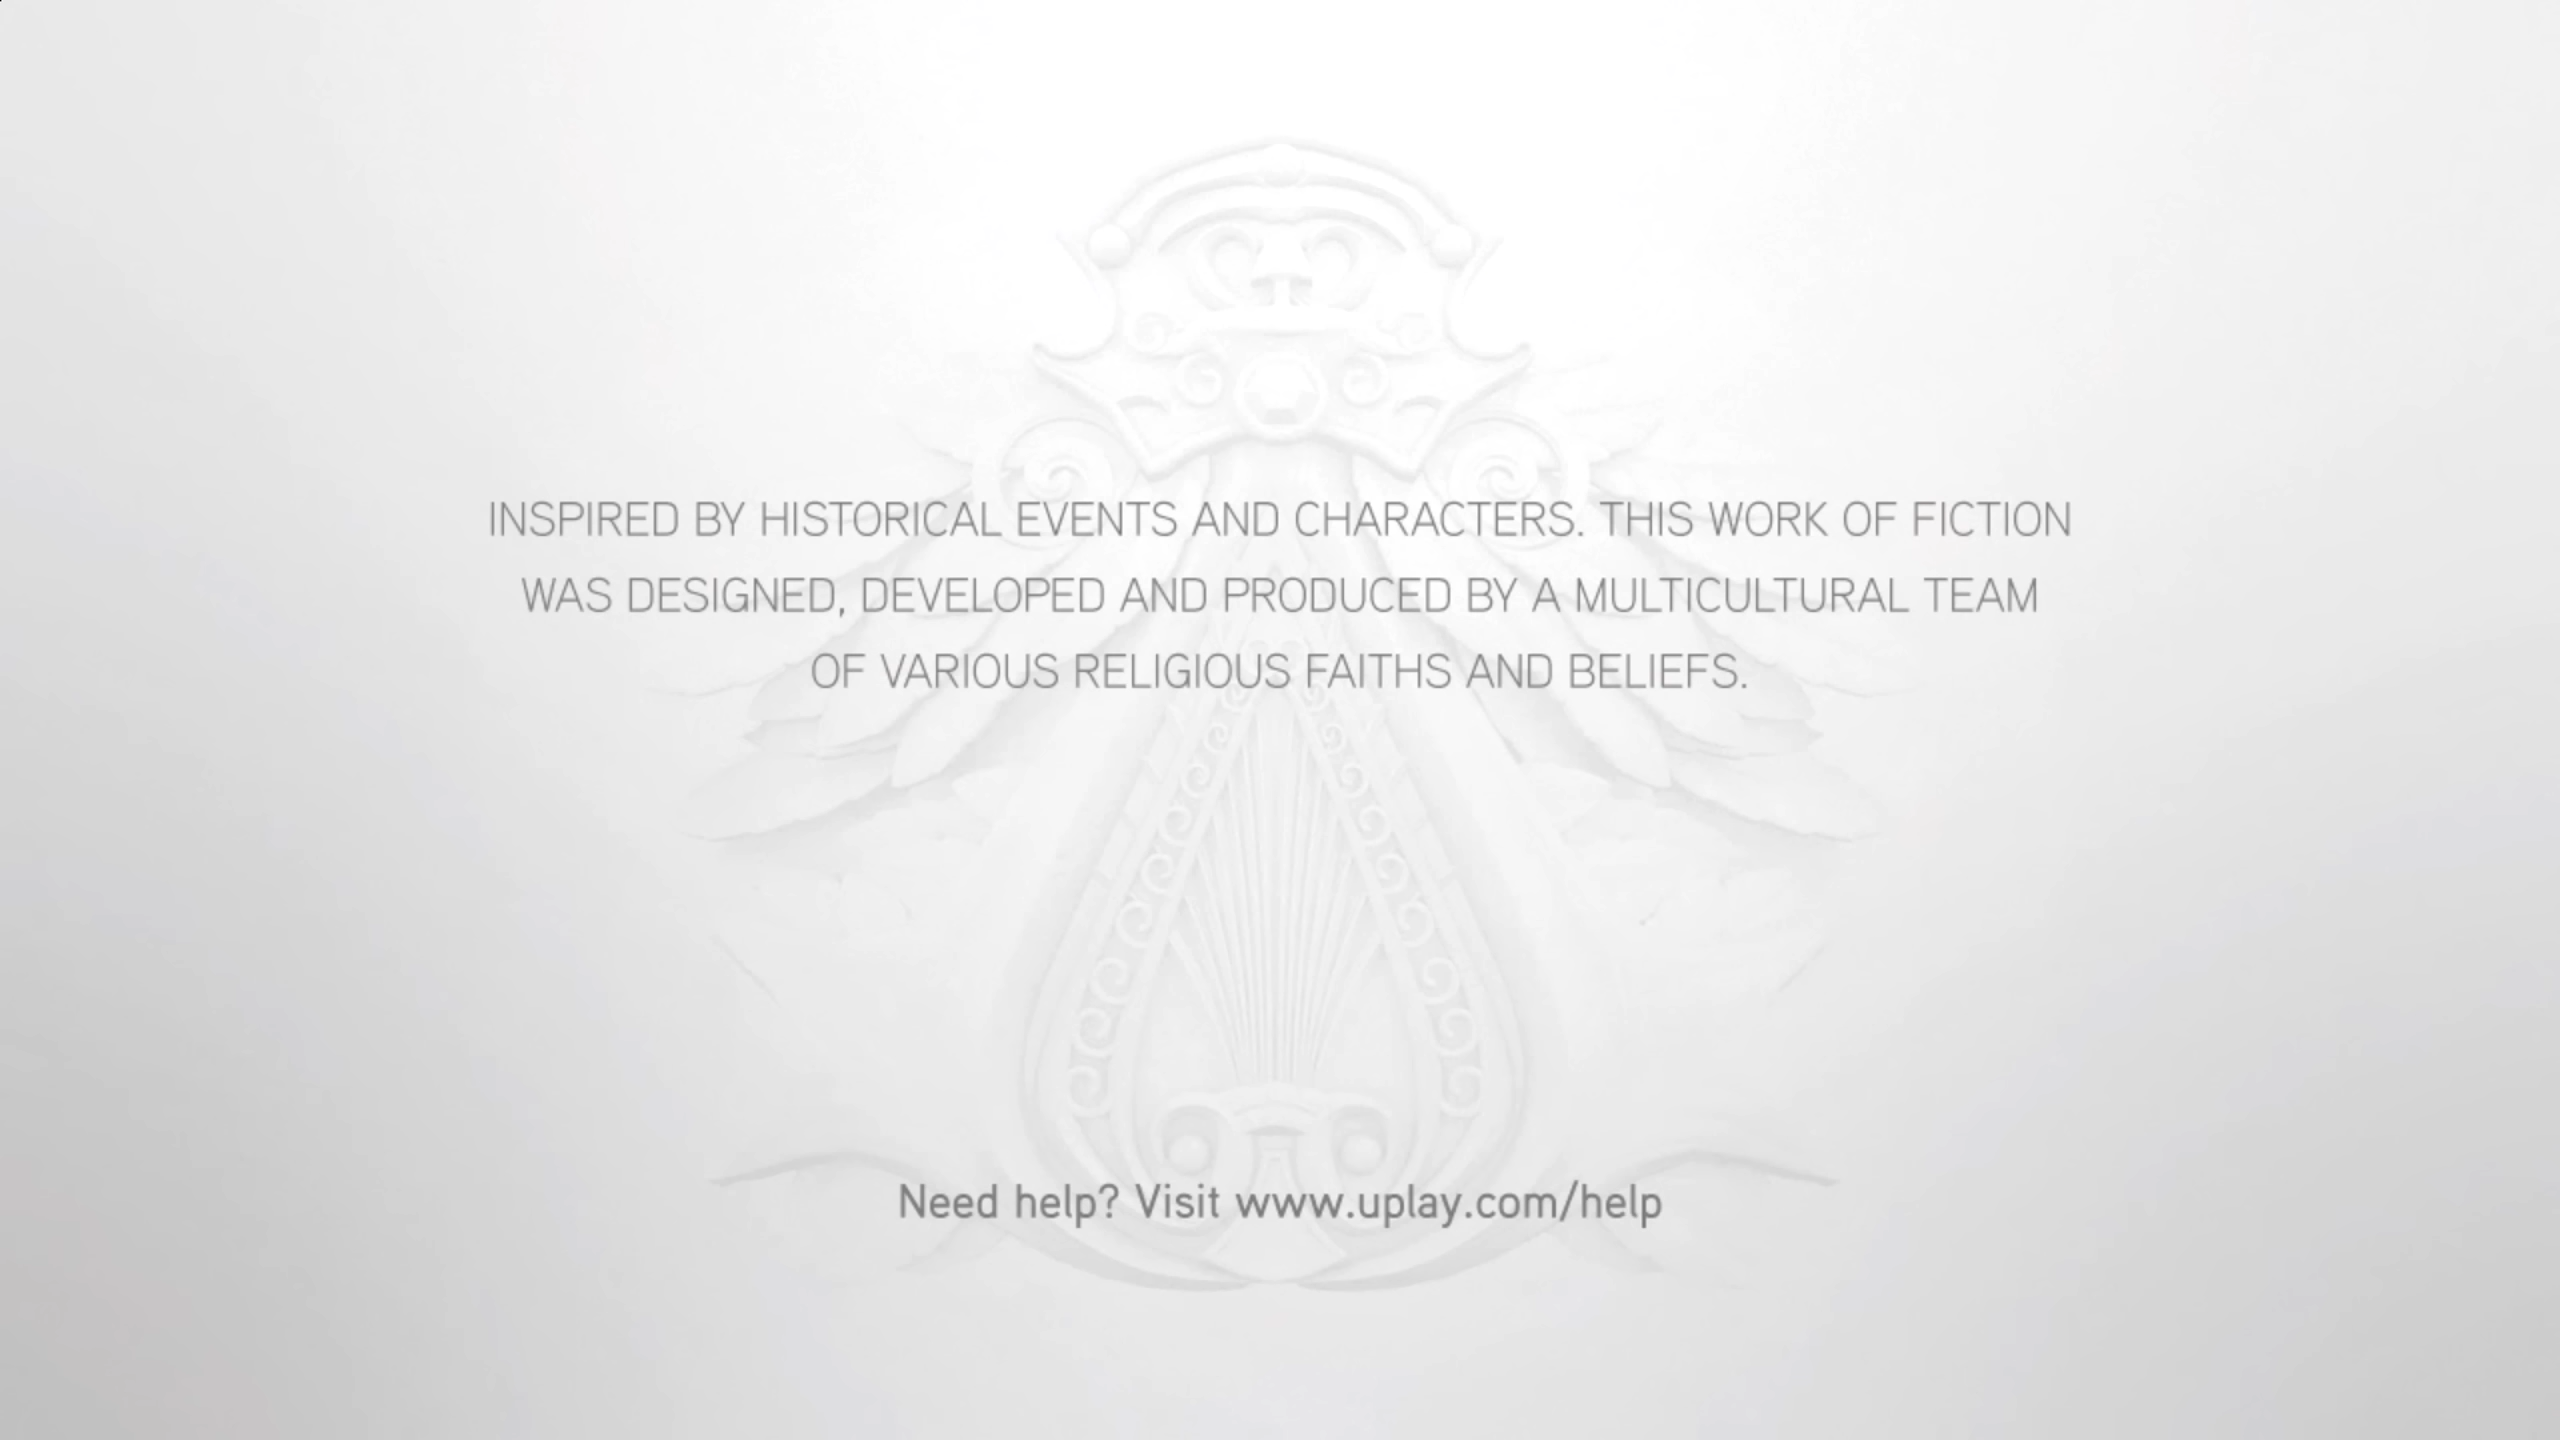 INSPIRED BY HISTORICAL EVENTS AND CHARACTERS. THIS WORK OF FICTION
WAS DESIGNED, DEVELOPED AND PRODUCED BY A MULTICULTURAL TEAM
OF VARIOUS RELIGIOUS FAITHS AND BELIEFS.
Need help? Visit www.uplay.com/help